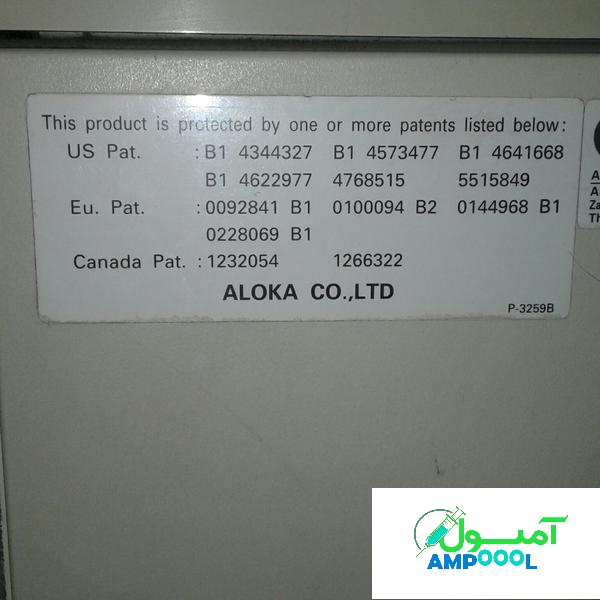 This product is protected by one or more patents listed below:
US Pat. : B1 4344327 B1 4573477 B1 4641668
B1 4622977 4768515 5515849
Eu. Pat. : 0092841 B1 0100094 B2 0144968 B1
0228069 B1
Canada Pat. : 1232054 1266322
ALOKA CO.,LTD
P-3259B
A
A
Za
Th
آمپول
AMPOOOL